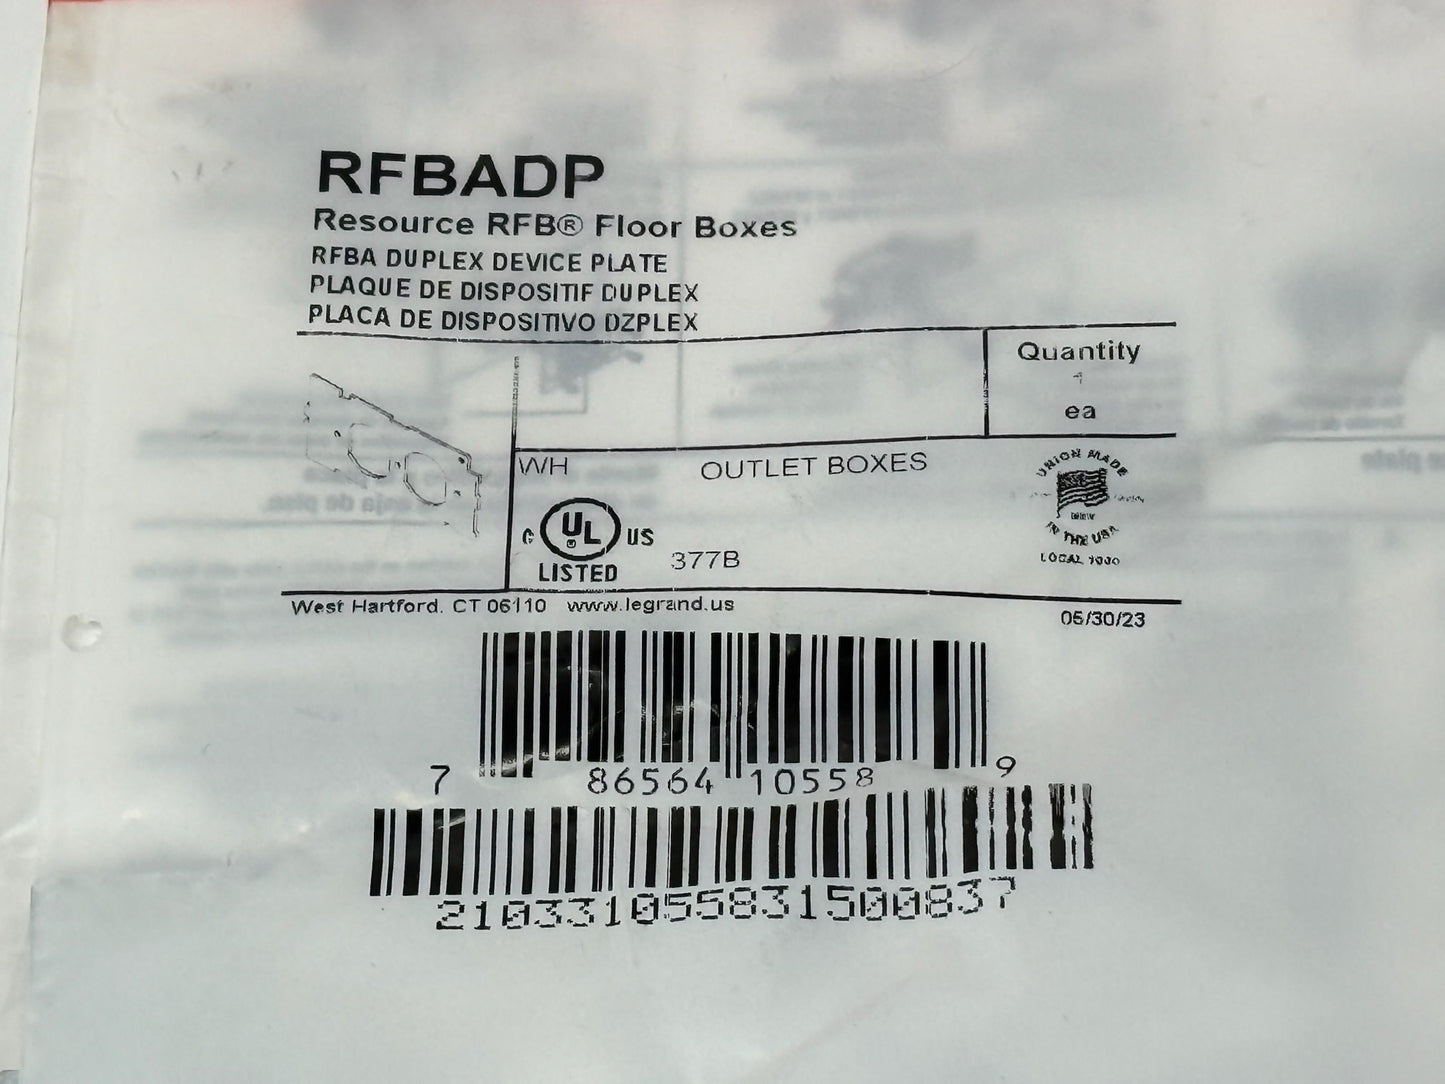 RFBADP
Resource RFB® Floor Boxes
RFBA DUPLEX DEVICE PLATE
PLAQUE DE DISPOSITIF DUPLEX
PLACA DE DISPOSITIVO DZPLEX
Quantity
1
ea
WH
OUTLET BOXES
C UL® US
LISTED
377B
UNION MADE
IN THE USA
LOCAL
West Hartford, CT 06110 www.legrand.us
05/30/23
7 86564 10558 9
210331055831500837